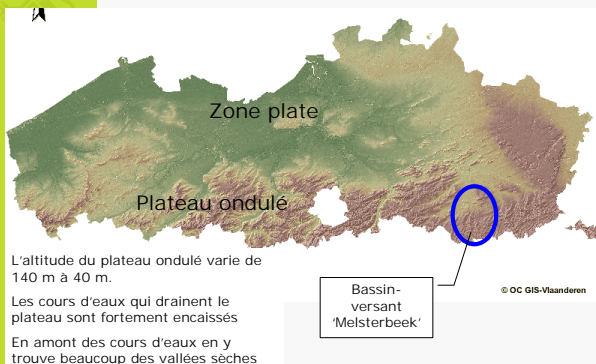 Zone plate
Plateau ondulé
L'altitude du plateau ondulé varie de
140 m à 40 m.
Les cours d'eaux qui drainent le
plateau sont fortement encaissés
En amont des cours d'eaux en y
trouve beaucoup des vallées sèches
Bassin-
versant
'Melsterbeek'
© OC GIS-Vlaanderen